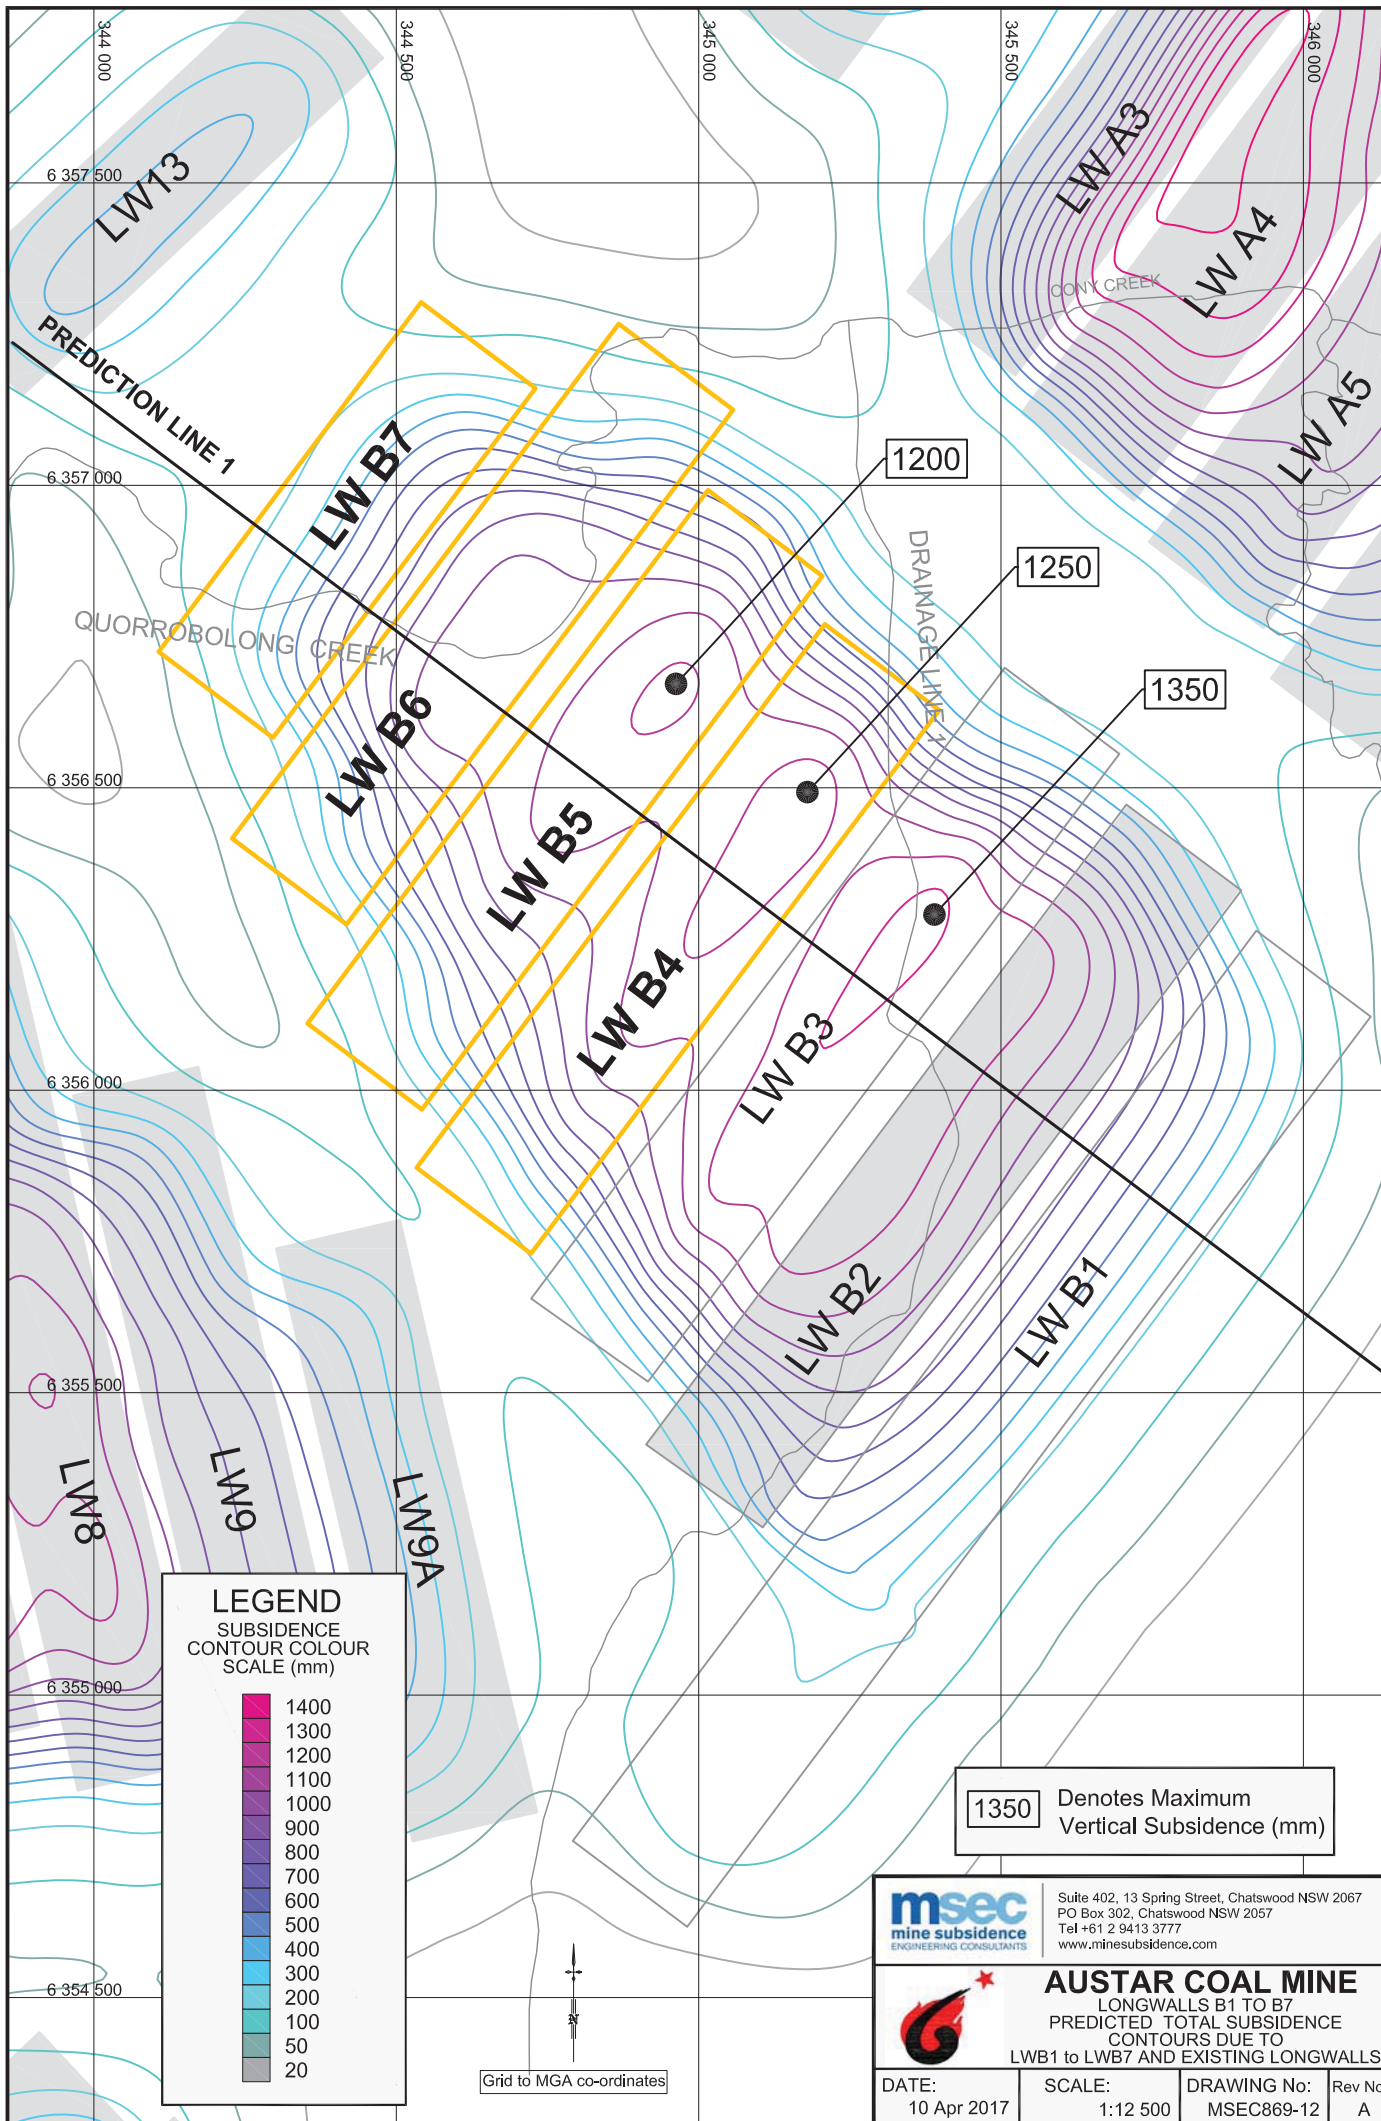 344 000
344 500
345 000
345 500
346 000
6 357 500
6 357 000
6 356 500
6 356 000
6 355 500
6 355 000
6 354 500
LW13
LW A3
LW A4
LW A5
CONY CREEK
PREDICTION LINE 1
LW B7
1200
1250
1350
DRAINAGE LINE 1
QUORROBOLONG CREEK
LW B6
LW B5
LW B4
LW B3
LW B2
LW B1
LW8
LW9
LW9A
LEGEND
SUBSIDENCE
CONTOUR COLOUR
SCALE (mm)
1400
1300
1200
1100
1000
900
800
700
600
500
400
300
200
100
50
20
N
Grid to MGA co-ordinates
1350 Denotes Maximum
Vertical Subsidence (mm)
msec
mine subsidence
ENGINEERING CONSULTANTS
Suite 402, 13 Spring Street, Chatswood NSW 2067
PO Box 302, Chatswood NSW 2057
Tel +61 2 9413 3777
www.minesubsidence.com
AUSTAR COAL MINE
LONGWALLS B1 TO B7
PREDICTED TOTAL SUBSIDENCE
CONTOURS DUE TO
LWB1 to LWB7 AND EXISTING LONGWALLS
DATE:
10 Apr 2017
SCALE:
1:12 500
DRAWING No:
MSEC869-12
Rev No
A